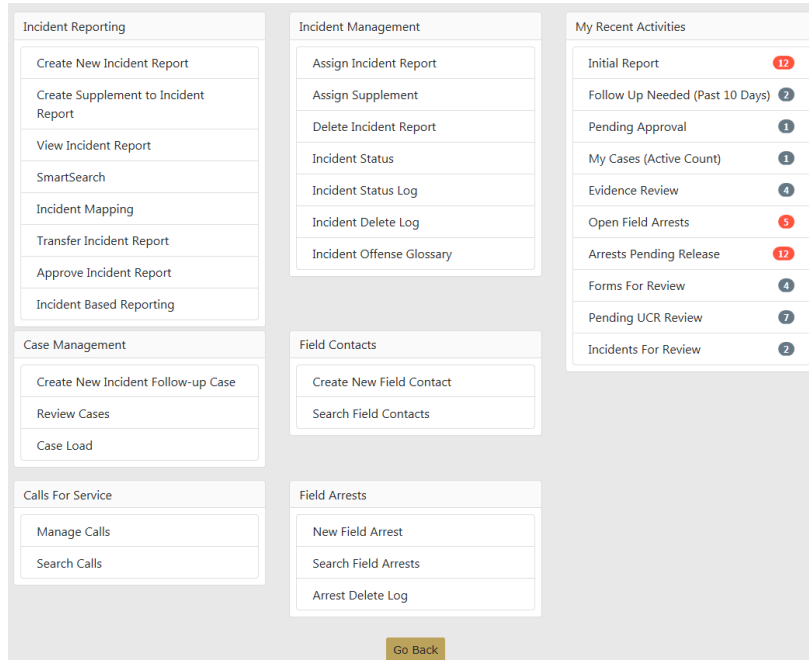 Incident Reporting
Create New Incident Report
Create Supplement to Incident
Report
View Incident Report
SmartSearch
Incident Mapping
Transfer Incident Report
Approve Incident Report
Incident Based Reporting
Incident Management
Assign Incident Report
Assign Supplement
Delete Incident Report
Incident Status
Incident Status Log
Incident Delete Log
Incident Offense Glossary
My Recent Activities
Initial Report 12
Follow Up Needed (Past 10 Days) 2
Pending Approval 1
My Cases (Active Count) 1
Evidence Review 4
Open Field Arrests 5
Arrests Pending Release 12
Forms For Review 4
Pending UCR Review 7
Incidents For Review 2
Case Management
Create New Incident Follow-up Case
Review Cases
Case Load
Field Contacts
Create New Field Contact
Search Field Contacts
Calls For Service
Manage Calls
Search Calls
Field Arrests
New Field Arrest
Search Field Arrests
Arrest Delete Log
Go Back